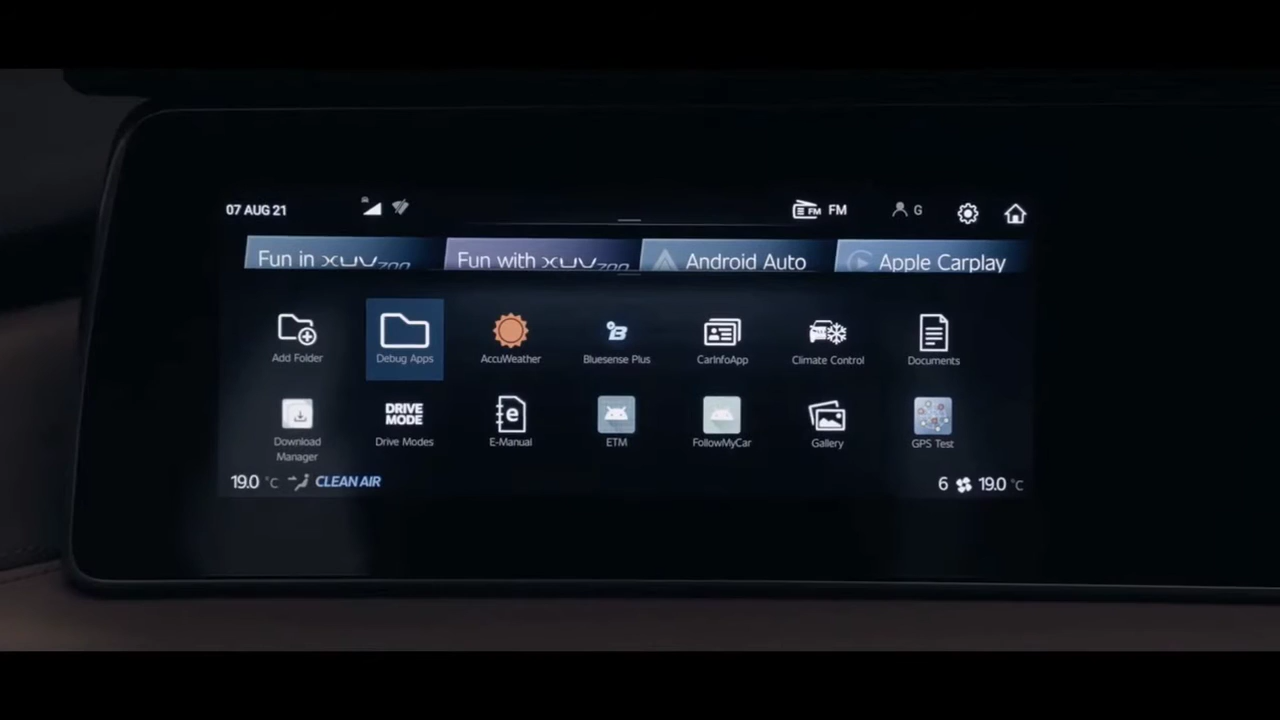 07 AUG 21 FM FM G
Fun in XUV700 Fun with XUV700 Android Auto Apple Carplay
Add Folder Debug Apps AccuWeather Bluesense Plus CarInfoApp Climate Control Documents
DRIVE
MODE
Download
Manager Drive Modes E-Manual ETM FollowMyCar Gallery GPS Test
19.0 °C CLEAN AIR 6 19.0 °C